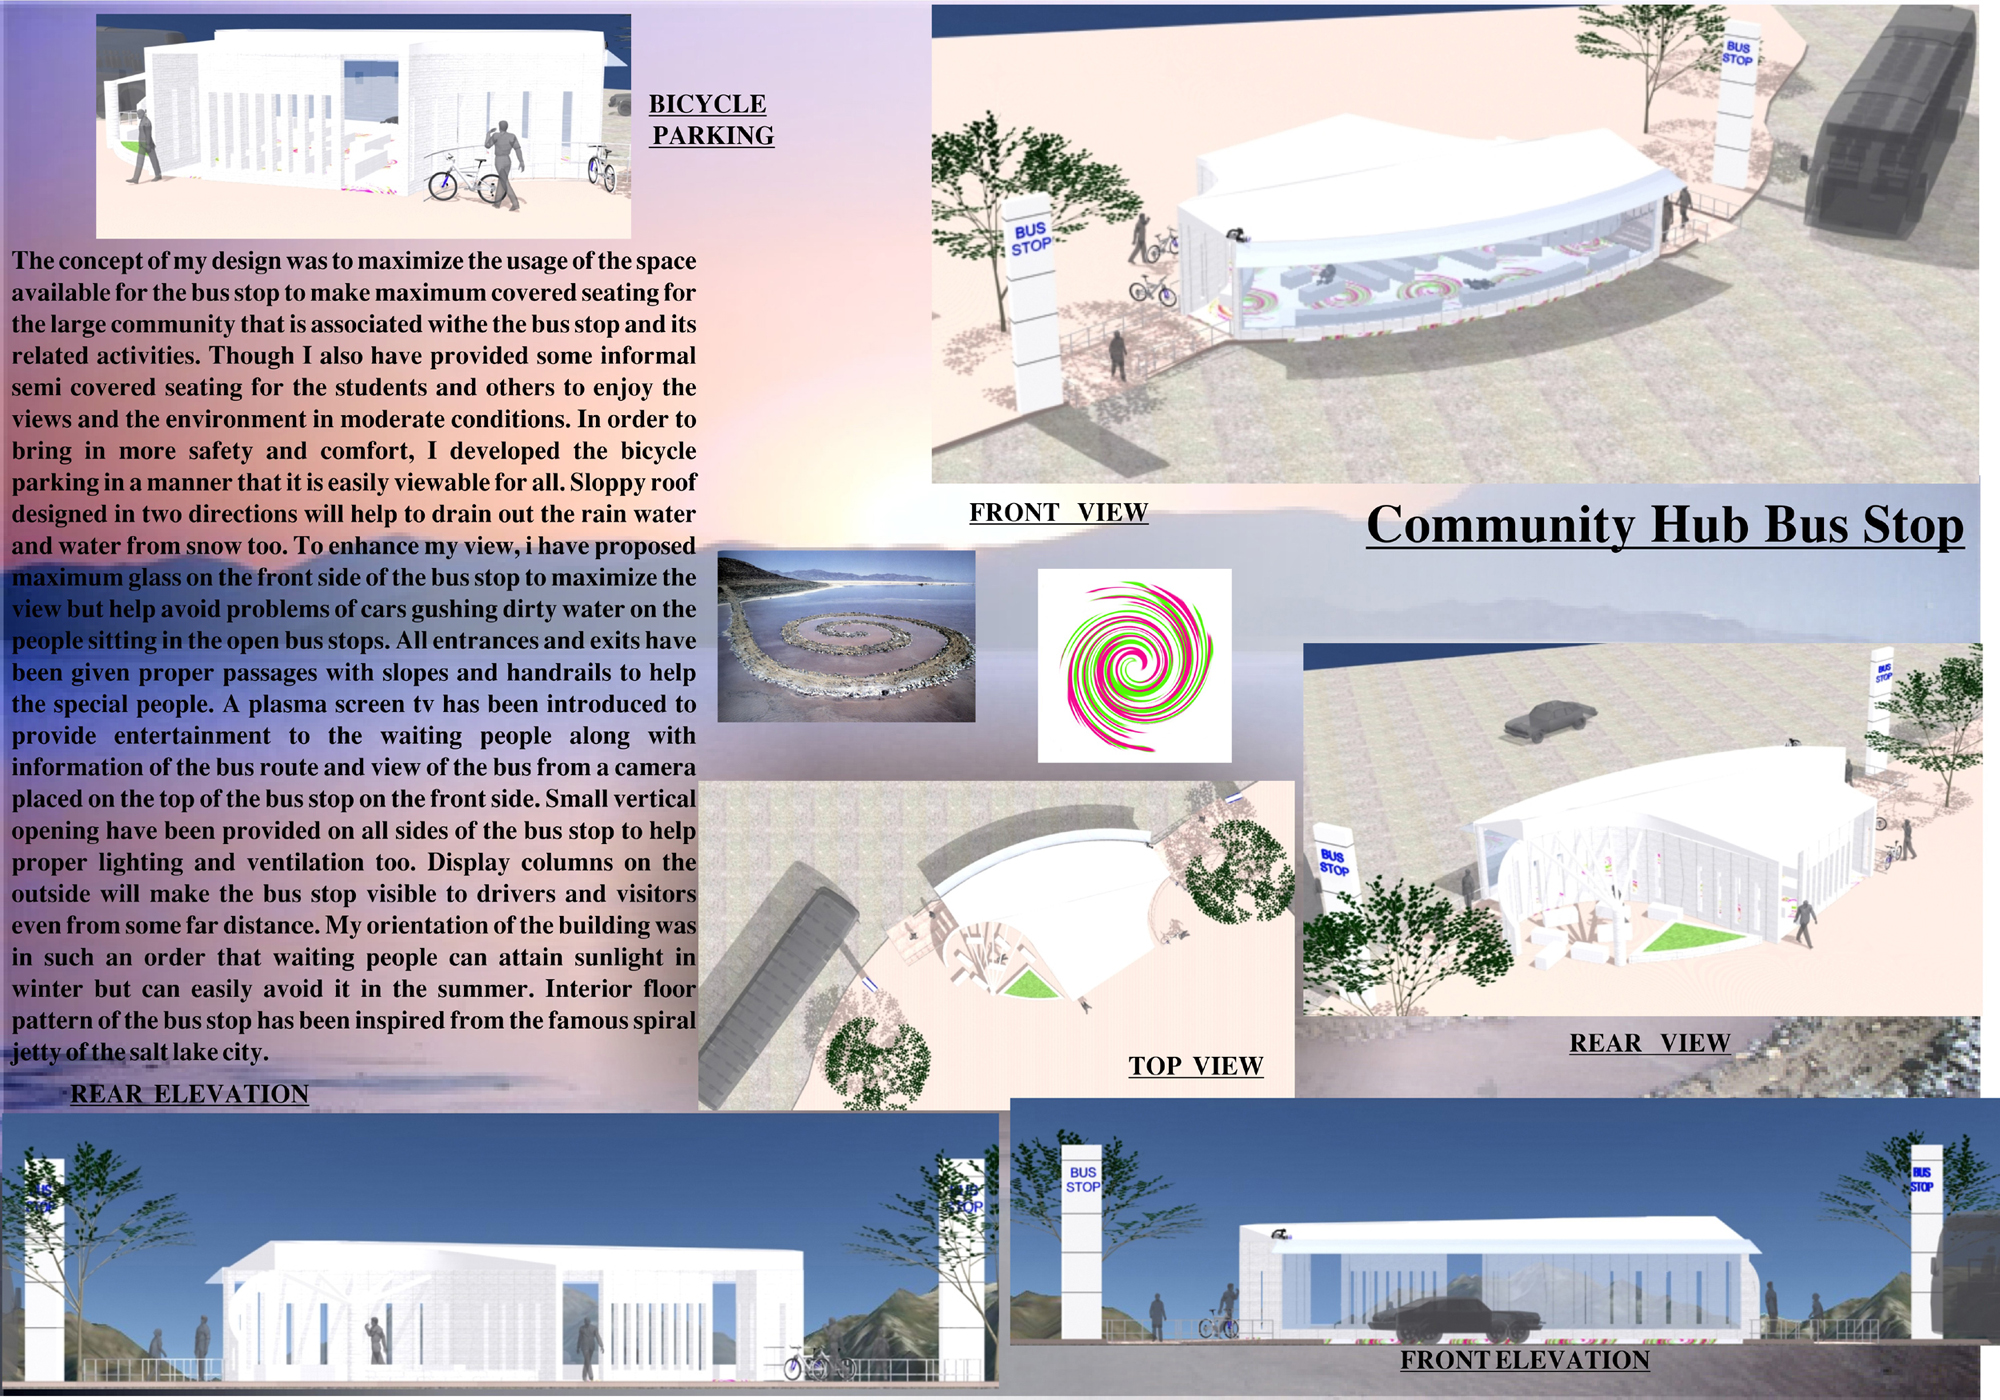 BICYCLE
PARKING
BUS
STOP
BUS
STOP
The concept of my design was to maximize the usage of the space
available for the bus stop to make maximum covered seating for
the large community that is associated withe the bus stop and its
related activities. Though I also have provided some informal
semi covered seating for the students and others to enjoy the
views and the environment in moderate conditions. In order to
bring in more safety and comfort, I developed the bicycle
parking in a manner that it is easily viewable for all. Sloppy roof
designed in two directions will help to drain out the rain water
and water from snow too. To enhance my view, i have proposed
maximum glass on the front side of the bus stop to maximize the
view but help avoid problems of cars gushing dirty water on the
people sitting in the open bus stops. All entrances and exits have
been given proper passages with slopes and handrails to help
the special people. A plasma screen tv has been introduced to
provide entertainment to the waiting people along with
information of the bus route and view of the bus from a camera
placed on the top of the bus stop on the front side. Small vertical
opening have been provided on all sides of the bus stop to help
proper lighting and ventilation too. Display columns on the
outside will make the bus stop visible to drivers and visitors
even from some far distance. My orientation of the building was
in such an order that waiting people can attain sunlight in
winter but can easily avoid it in the summer. Interior floor
pattern of the bus stop has been inspired from the famous spiral
jetty of the salt lake city.
FRONT VIEW
Community Hub Bus Stop
BUS
STOP
BUS
STOP
REAR VIEW
TOP VIEW
REAR ELEVATION
BUS
STOP
BUS
STOP
BUS
STOP
BUS
STOP
FRONT ELEVATION